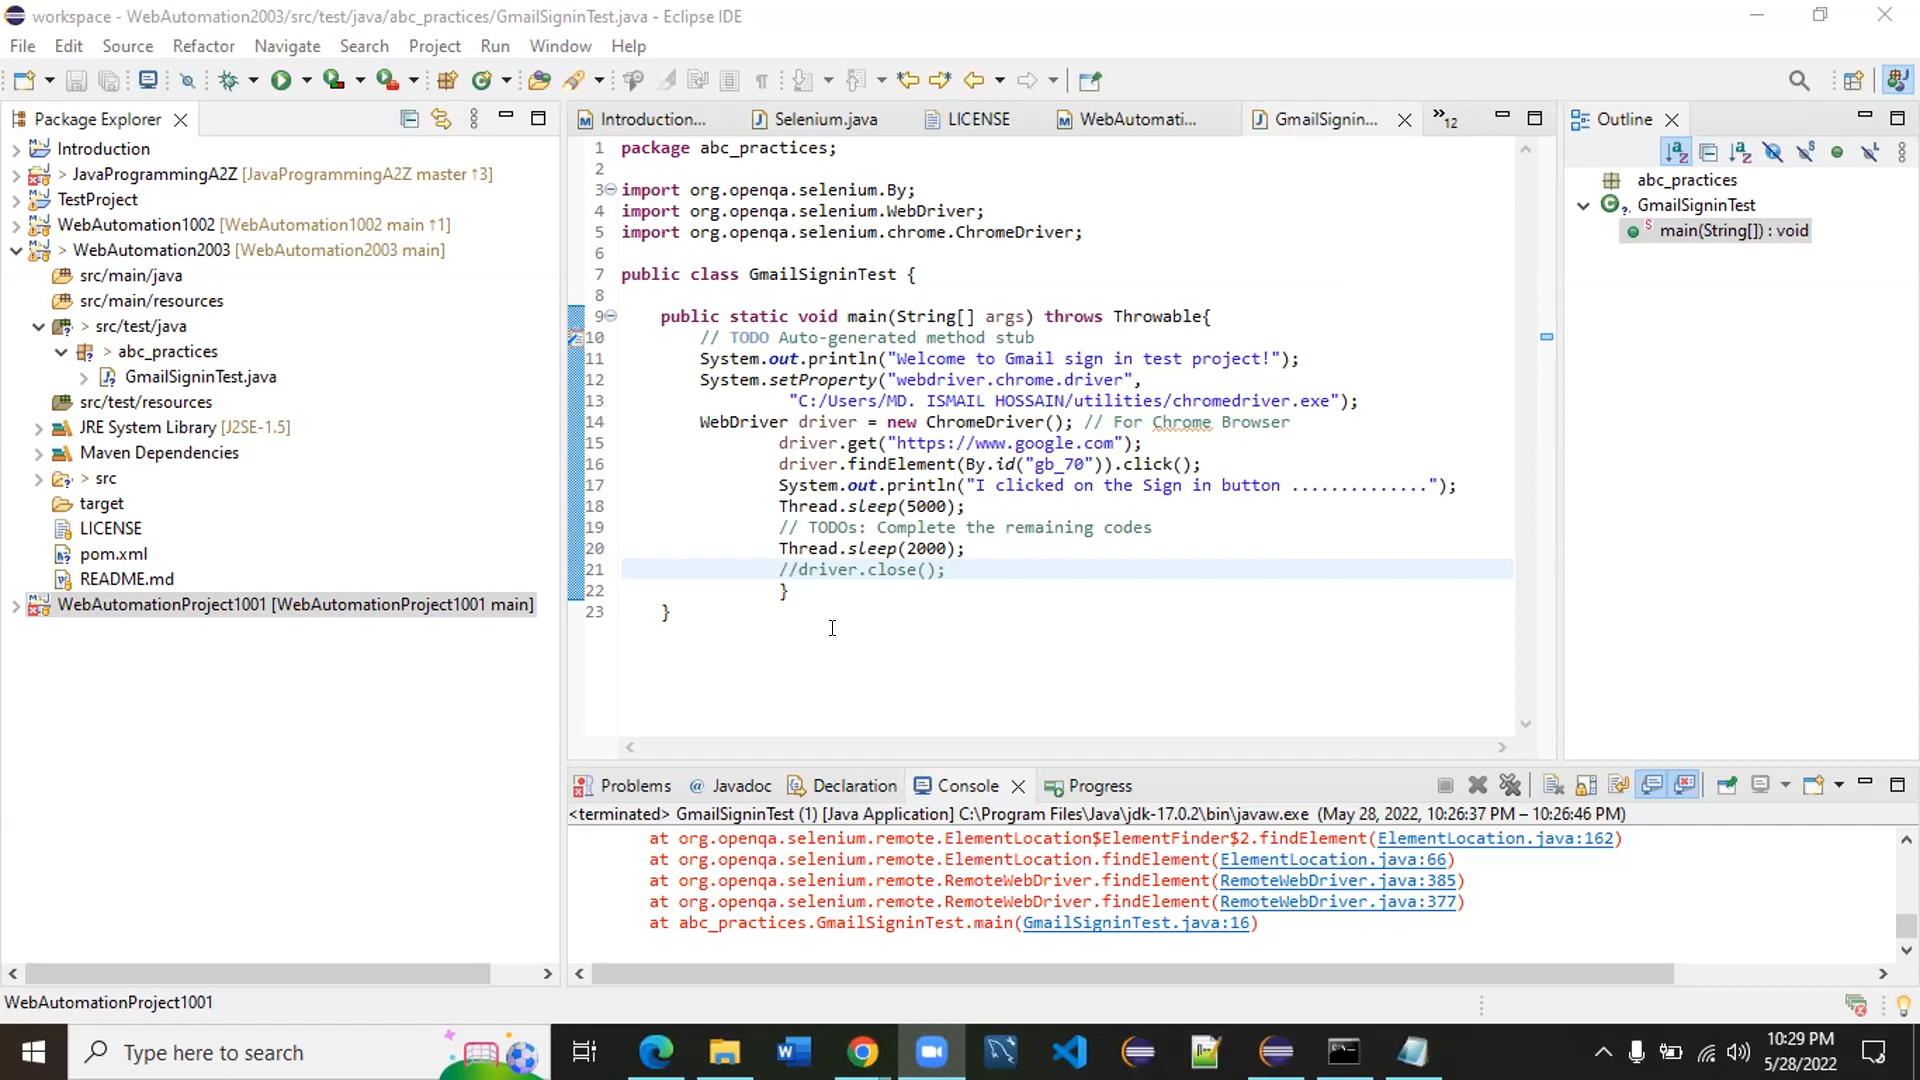 workspace - WebAutomation2003/src/test/java/abc_practices/GmailSigninTest.java - Eclipse IDE
File Edit Source Refactor Navigate Search Project Run Window Help
Package Explorer
Introduction
> JavaProgrammingA2Z [JavaProgrammingA2Z master ↑3]
TestProject
WebAutomation1002 [WebAutomation1002 main ↑1]
> WebAutomation2003 [WebAutomation2003 main]
src/main/java
src/main/resources
> src/test/java
> abc_practices
GmailSigninTest.java
src/test/resources
JRE System Library [J2SE-1.5]
Maven Dependencies
> src
target
LICENSE
pom.xml
README.md
WebAutomationProject1001 [WebAutomationProject1001 main]
Introduction... Selenium.java LICENSE WebAutomati... GmailSignin... »12
1 package abc_practices;
2
3 import org.openqa.selenium.By;
4 import org.openqa.selenium.WebDriver;
5 import org.openqa.selenium.chrome.ChromeDriver;
6
7 public class GmailSigninTest {
8
9 public static void main(String[] args) throws Throwable{
10 // TODO Auto-generated method stub
11 System.out.println("Welcome to Gmail sign in test project!");
12 System.setProperty("webdriver.chrome.driver",
13 "C:/Users/MD. ISMAIL HOSSAIN/utilities/chromedriver.exe");
14 WebDriver driver = new ChromeDriver(); // For Chrome Browser
15 driver.get("https://www.google.com");
16 driver.findElement(By.id("gb_70")).click();
17 System.out.println("I clicked on the Sign in button ..............");
18 Thread.sleep(5000);
19 // TODOs: Complete the remaining codes
20 Thread.sleep(2000);
21 //driver.close();
22 }
23 }
Outline
abc_practices
GmailSigninTest
main(String[]) : void
Problems @ Javadoc Declaration Console Progress
<terminated> GmailSigninTest (1) [Java Application] C:\Program Files\Java\jdk-17.0.2\bin\javaw.exe (May 28, 2022, 10:26:37 PM – 10:26:46 PM)
at org.openqa.selenium.remote.ElementLocation$ElementFinder$2.findElement(ElementLocation.java:162)
at org.openqa.selenium.remote.ElementLocation.findElement(ElementLocation.java:66)
at org.openqa.selenium.remote.RemoteWebDriver.findElement(RemoteWebDriver.java:385)
at org.openqa.selenium.remote.RemoteWebDriver.findElement(RemoteWebDriver.java:377)
at abc_practices.GmailSigninTest.main(GmailSigninTest.java:16)
WebAutomationProject1001
Type here to search
10:29 PM
5/28/2022